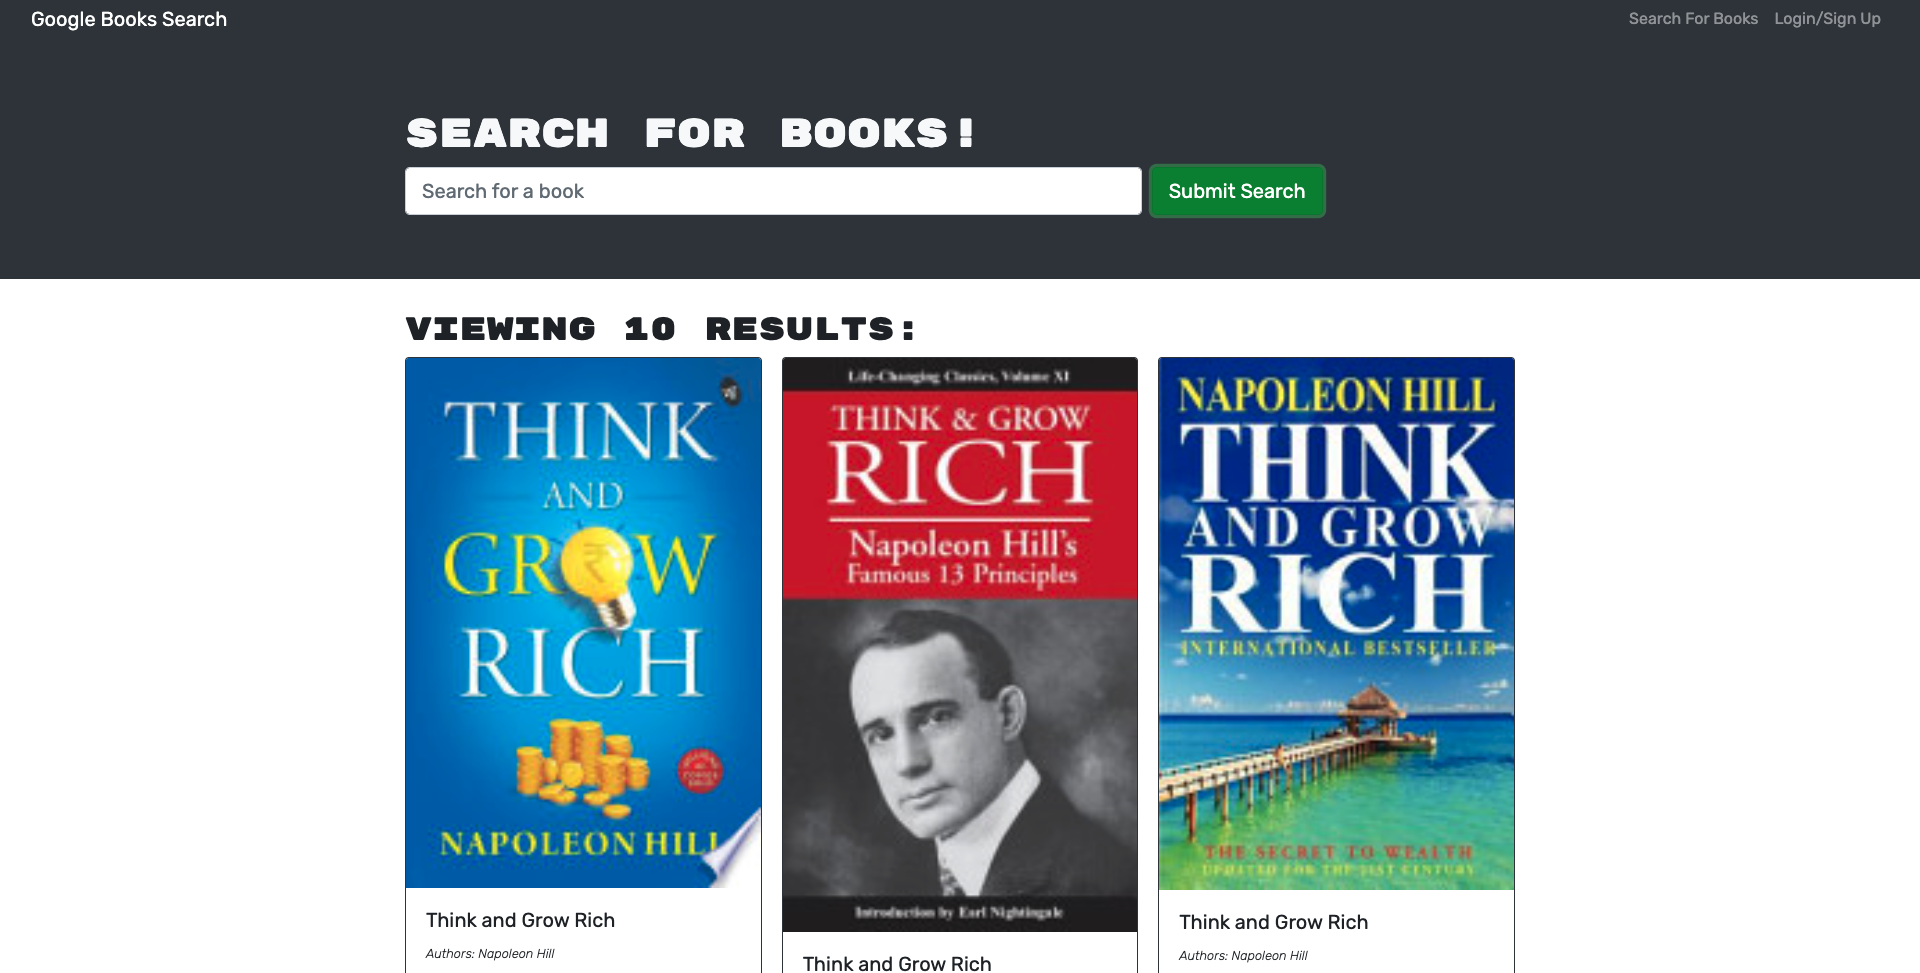 Google Books Search
Search For Books
Login/Sign Up
SEARCH FOR BOOKS!
Search for a book
Submit Search
VIEWING 10 RESULTS:
THINK
AND
GROW
RICH
NAPOLEON HILL
Think and Grow Rich
Authors: Napoleon Hill
Life-Changing Classics, Volume XI
THINK & GROW
RICH
Napoleon Hill's
Famous 13 Principles
Introduction by Earl Nightingale
Think and Grow Rich
NAPOLEON HILL
THINK
AND GROW
RICH
INTERNATIONAL BESTSELLER
THE SECRET TO WEALTH
UPDATED FOR THE 21ST CENTURY
Think and Grow Rich
Authors: Napoleon Hill